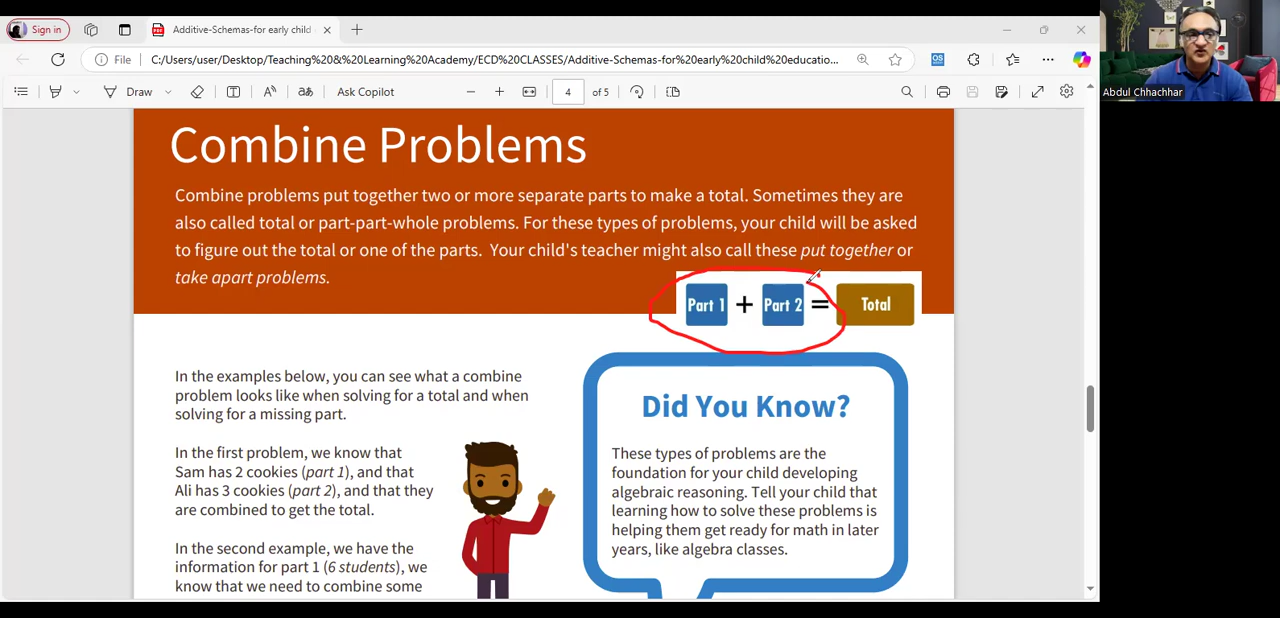 Sign in
Additive-Schemas-for early child
File
C:/Users/user/Desktop/Teaching%20&%20Learning%20Academy/ECD%20CLASSES/Additive-Schemas-for%20early%20child%20educatio...
Draw
aあ
Ask Copilot
4
of 5
Abdul Chhachhar
Combine Problems
Combine problems put together two or more separate parts to make a total. Sometimes they are
also called total or part-part-whole problems. For these types of problems, your child will be asked
to figure out the total or one of the parts. Your child's teacher might also call these put together or
take apart problems.
Part 1 + Part 2 = Total
In the examples below, you can see what a combine
problem looks like when solving for a total and when
solving for a missing part.
In the first problem, we know that
Sam has 2 cookies (part 1), and that
Ali has 3 cookies (part 2), and that they
are combined to get the total.
In the second example, we have the
information for part 1 (6 students), we
know that we need to combine some
Did You Know?
These types of problems are the
foundation for your child developing
algebraic reasoning. Tell your child that
learning how to solve these problems is
helping them get ready for math in later
years, like algebra classes.